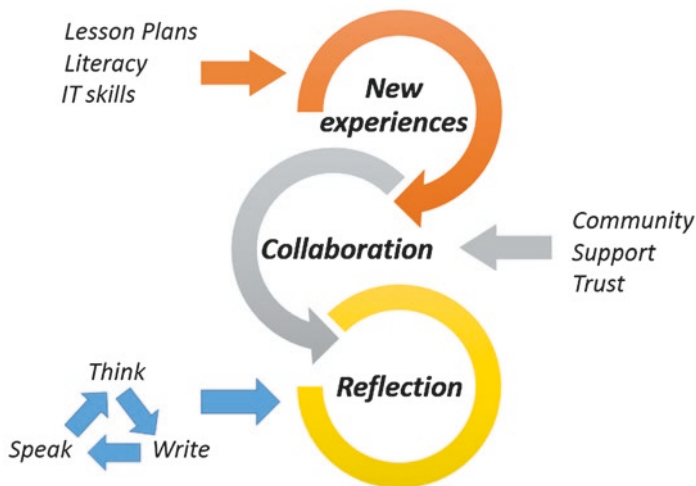 Lesson Plans
Literacy
IT skills
New
experiences
Collaboration
Community
Support
Trust
Think
Speak
Write
Reflection